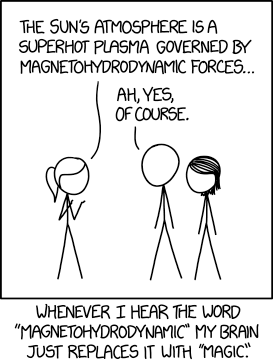 THE SUN'S ATMOSPHERE IS A
SUPERHOT PLASMA GOVERNED BY
MAGNETOHYDRODYNAMIC FORCES...
AH, YES,
OF COURSE.
WHENEVER I HEAR THE WORD
"MAGNETOHYDRODYNAMIC" MY BRAIN
JUST REPLACES IT WITH "MAGIC."